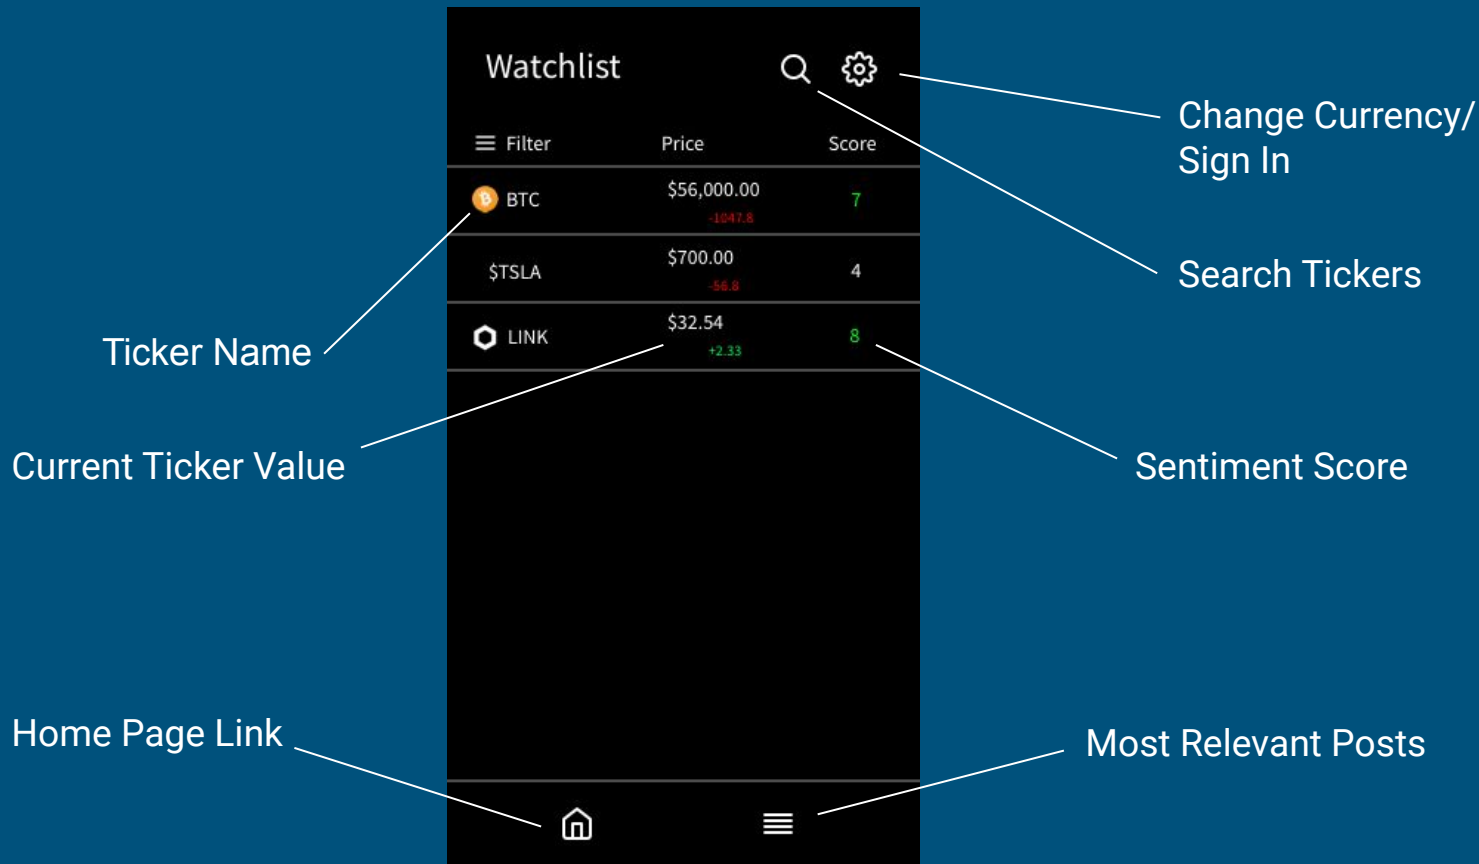 Watchlist
Change Currency/
Sign In
Filter Price Score
BTC $56,000.00 7
-1047.8
Search Tickers
$TSLA $700.00 4
-56.8
LINK $32.54 8
+2.33
Ticker Name
Current Ticker Value
Sentiment Score
Home Page Link
Most Relevant Posts